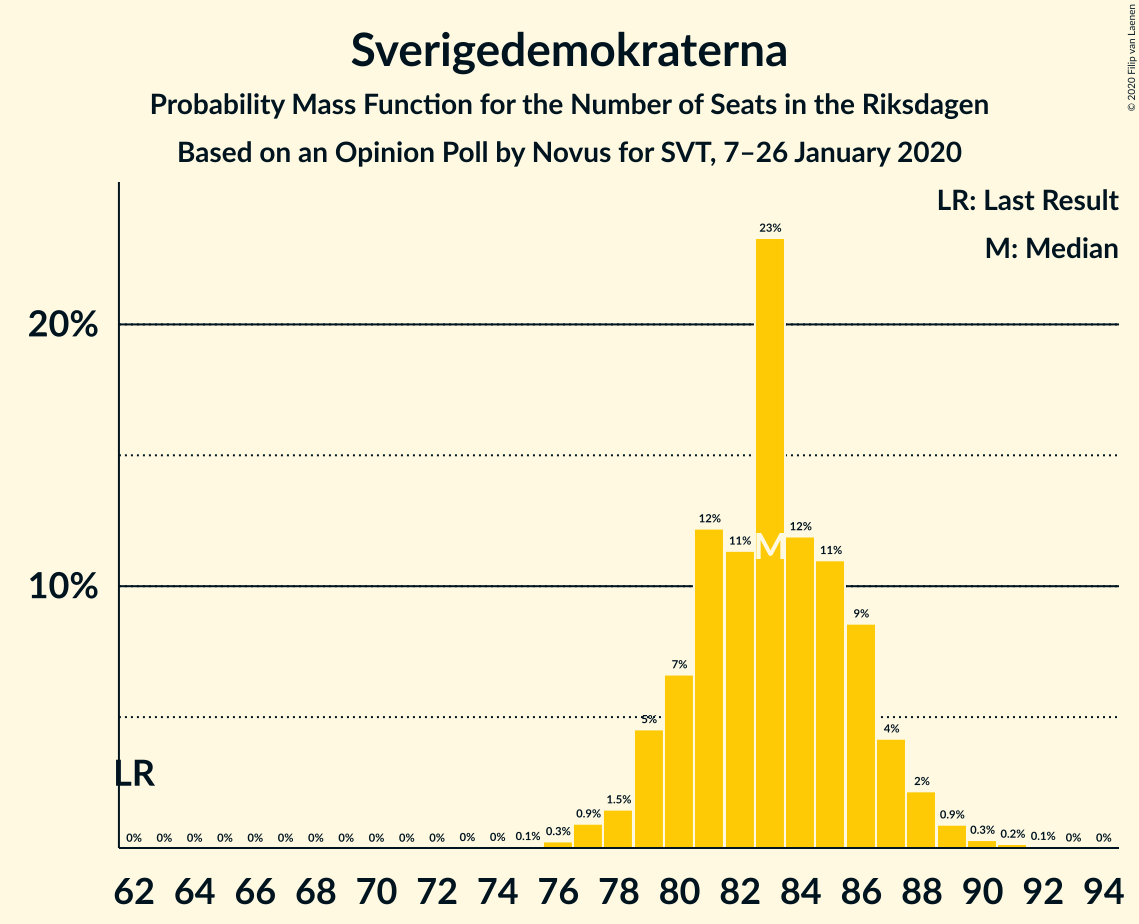 Sverigedemokraterna
Probability Mass Function for the Number of Seats in the Riksdagen
Based on an Opinion Poll by Novus for SVT, 7–26 January 2020
© 2020 Filip van Laenen
LR: Last Result
M: Median
20%
10%
LR
M
0% 0% 0% 0% 0% 0% 0% 0% 0% 0% 0% 0% 0% 0.1% 0.3% 0.9% 1.5% 5% 7% 12% 11% 23% 12% 11% 9% 4% 2% 0.9% 0.3% 0.2% 0.1% 0% 0%
62 64 66 68 70 72 74 76 78 80 82 84 86 88 90 92 94